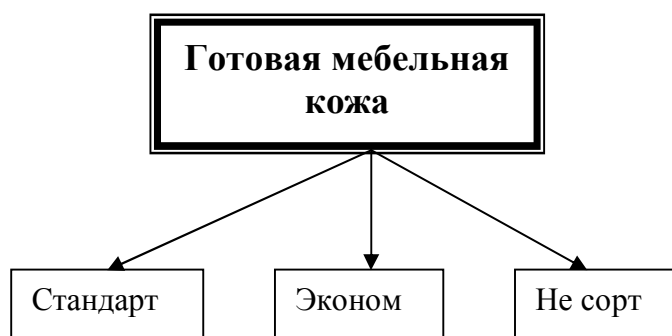 Готовая мебельная
кожа
Стандарт
Эконом
Не сорт